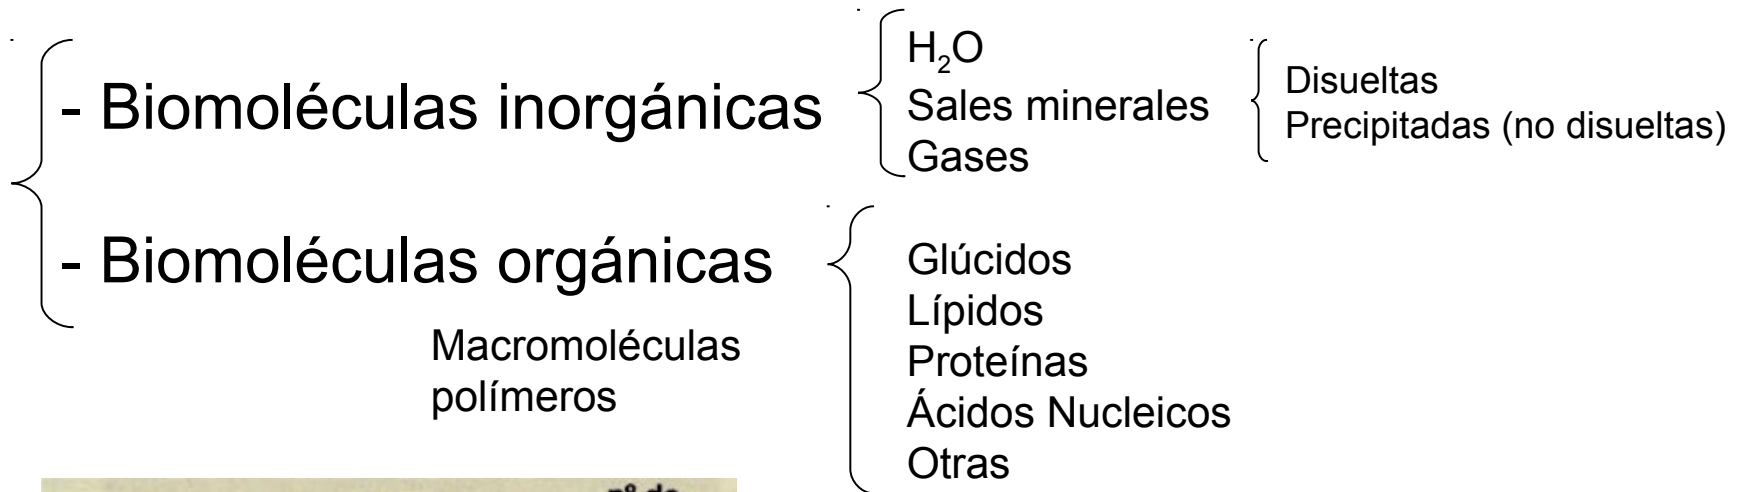 - Biomoléculas inorgánicas
H₂O
Sales minerales
Gases
Disueltas
Precipitadas (no disueltas)
- Biomoléculas orgánicas
Macromoléculas
polímeros
Glúcidos
Lípidos
Proteínas
Ácidos Nucleicos
Otras